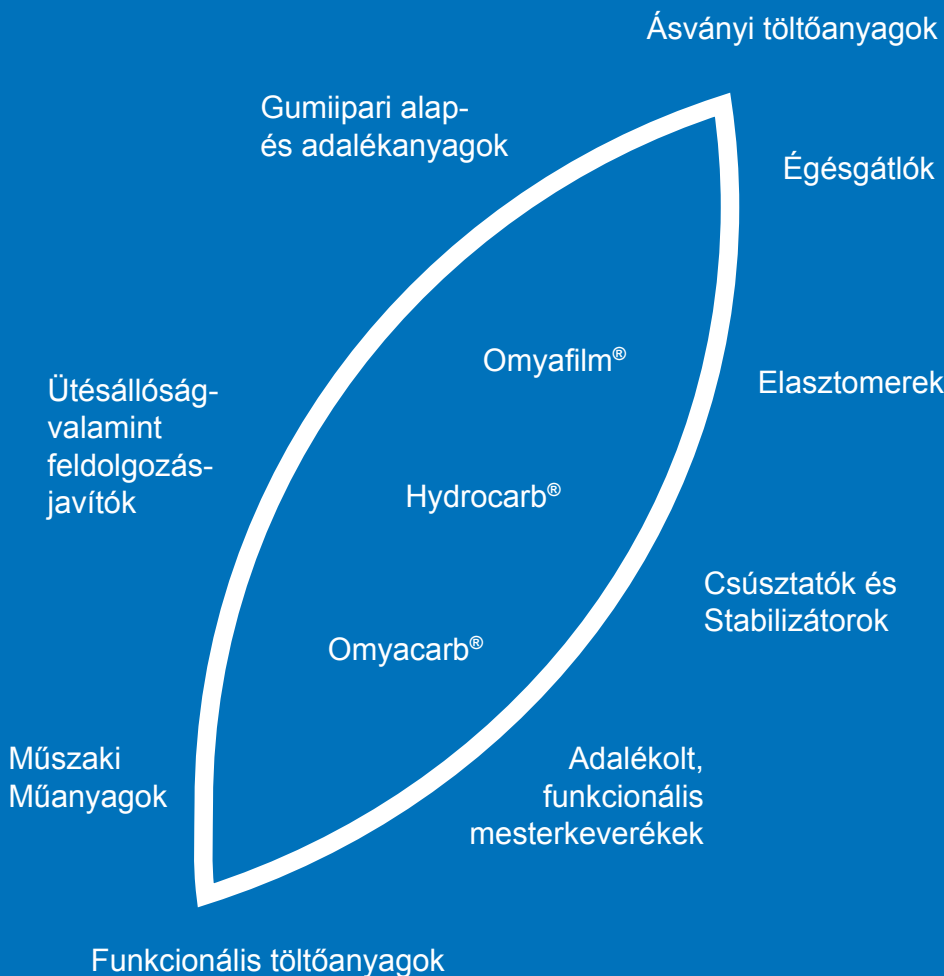 Ásványi töltőanyagok
Gumiipari alap-
és adalékanyagok
Égésgátlók
Omyafilm®
Elasztomerek
Ütésállóság-
valamint
feldolgozás-
javítók
Hydrocarb®
Csúsztatók és
Stabilizátorok
Omyacarb®
Műszaki
Műanyagok
Adalékolt,
funkcionális
mesterkeverékek
Funkcionális töltőanyagok